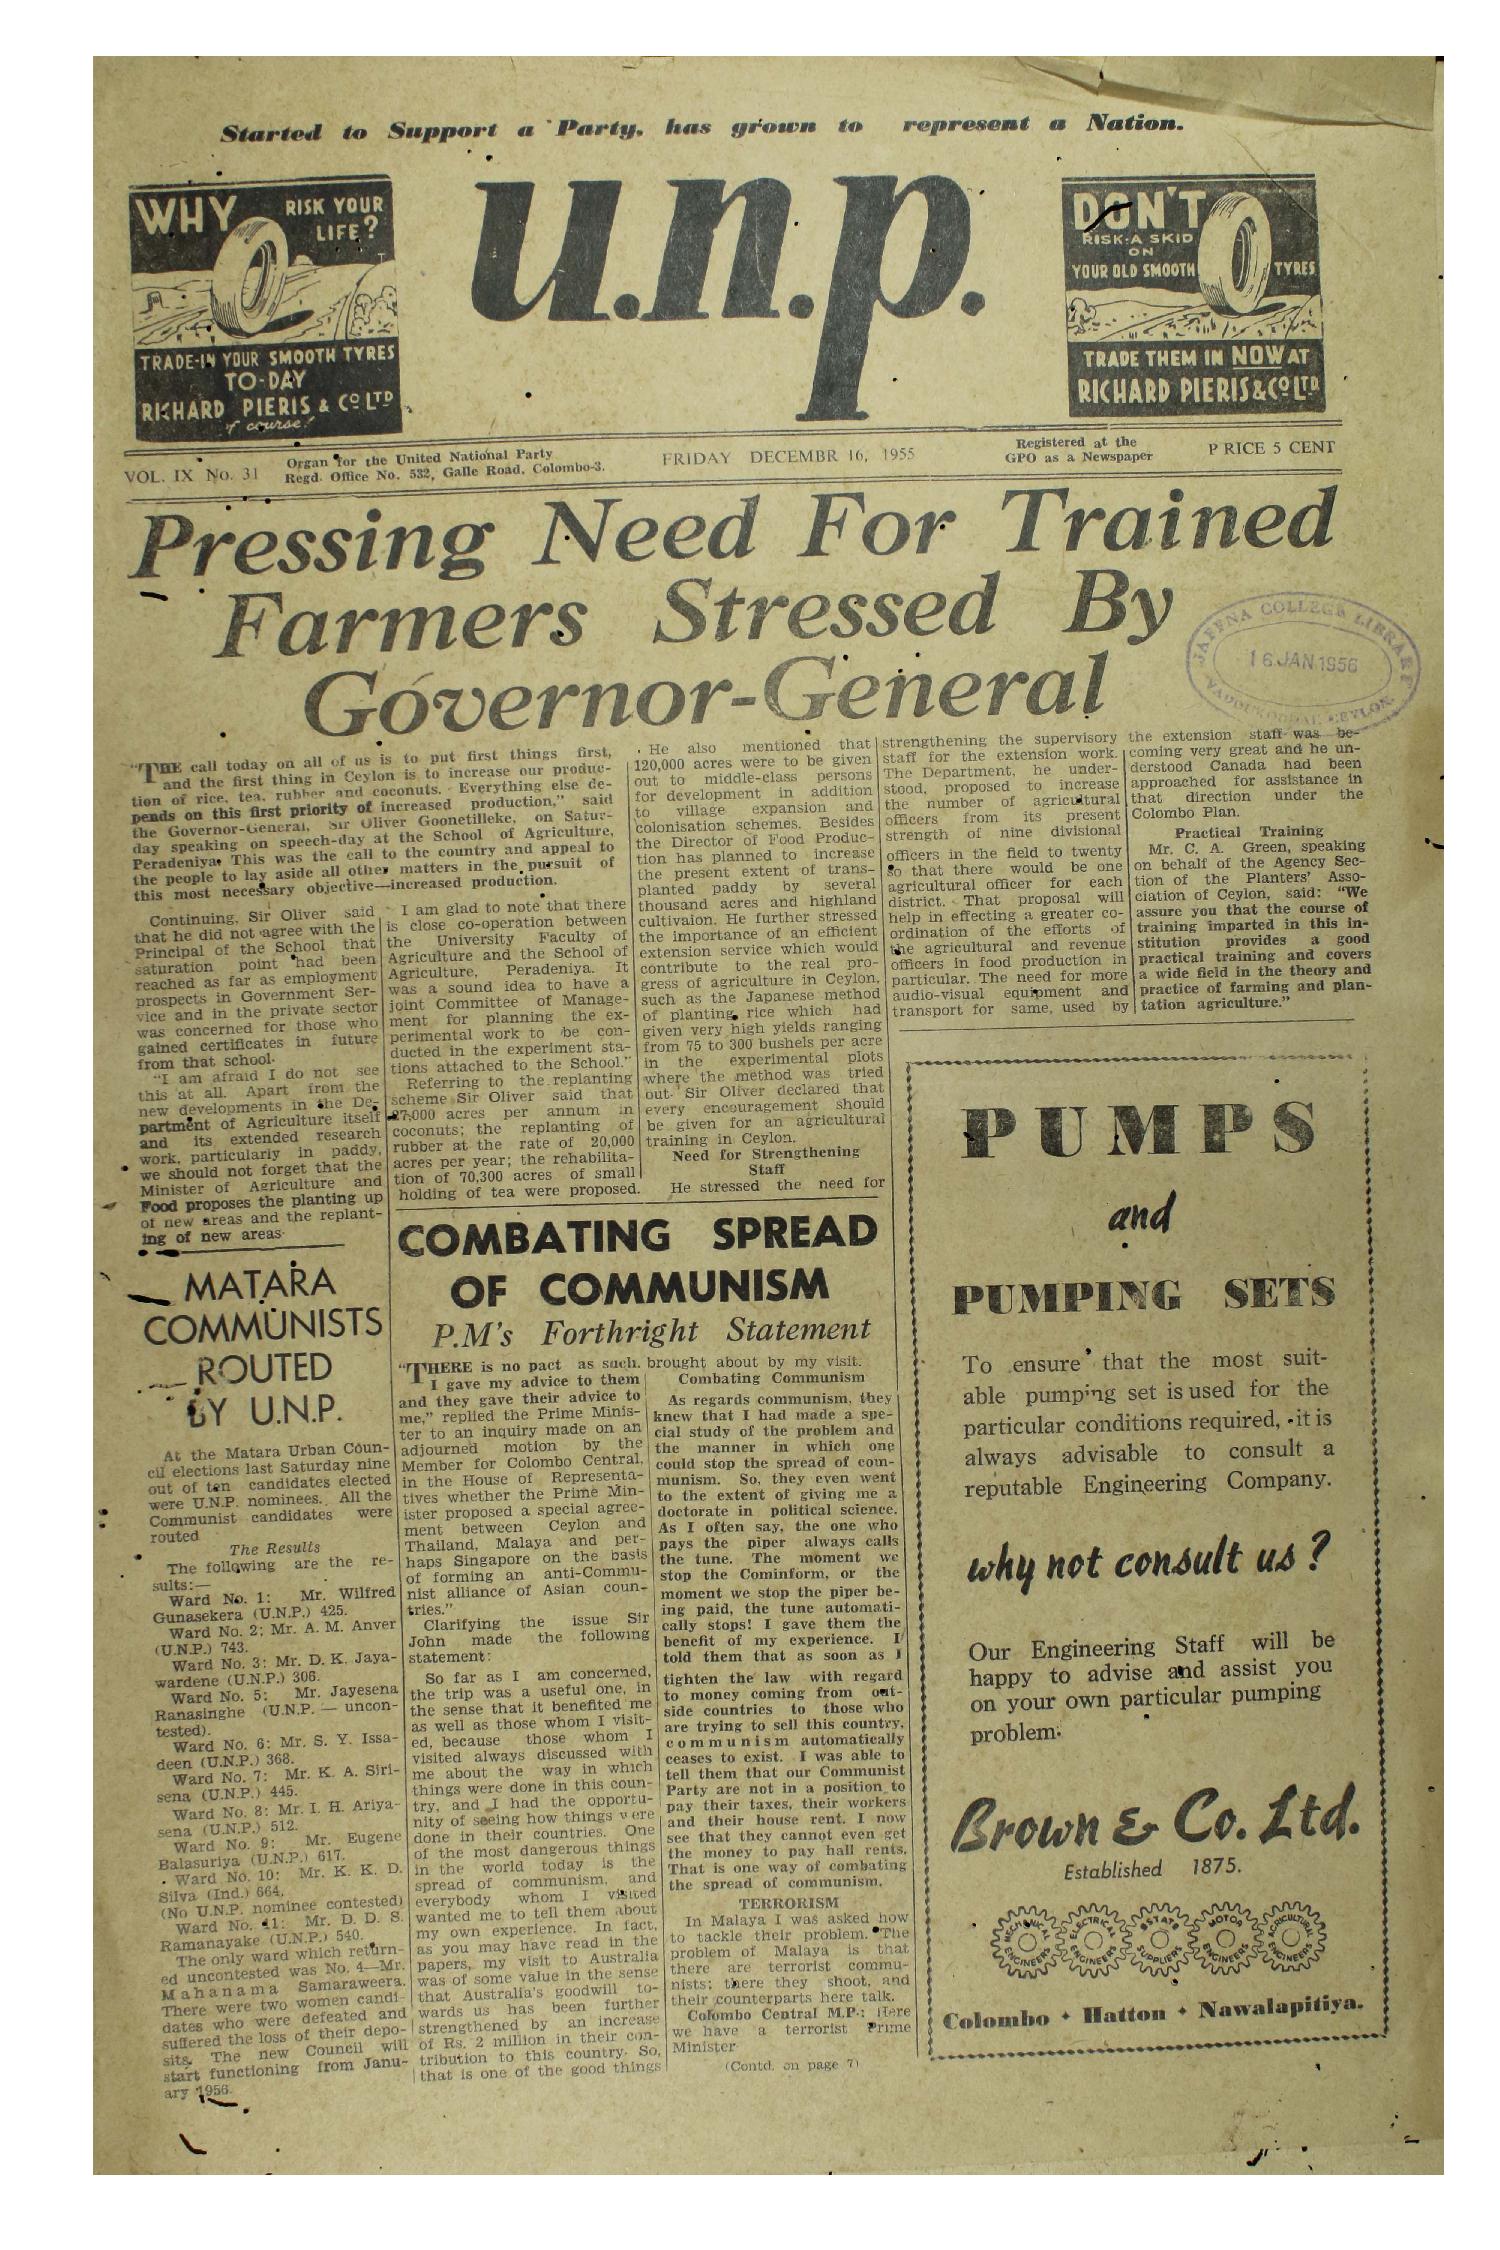 Started to Support a Party, has grown to represent a Nation.
WHY RISK YOUR
LIFE?
TRADE-IN YOUR SMOOTH TYRES
TO-DAY
RICHARD PIERIS & Co LTD
of course!
u.n.p.
DON'T
RISK A SKID
ON
YOUR OLD SMOOTH TYRES
TRADE THEM IN NOW AT
RICHARD PIERIS & Co LTD
VOL. IX No. 31
Organ for the United National Party
Regd. Office No. 532, Galle Road, Colombo-3.
FRIDAY DECEMBR 16, 1955
Registered at the
GPO as a Newspaper
PRICE 5 CENT
Pressing Need For Trained
Farmers Stressed By
Governor-General
JAFFNA COLLEGE LIBRARY
16 JAN 1956
VADDUKODDAI, CEYLON.
"THE call today on all of us is to put first things first,
and the first thing in Ceylon is to increase our produc-
tion of rice, tea, rubber and coconuts. Everything else de-
pends on this first priority of increased production," said
the Governor-General, Sir Oliver Goonetilleke, on Satur-
day speaking on speech-day at the School of Agriculture,
Peradeniya. This was the call to the country and appeal to
the people to lay aside all other matters in the pursuit of
this most necessary objective—increased production.
Continuing, Sir Oliver said
that he did not agree with the
Principal of the School that
saturation point had been
reached as far as employment
prospects in Government Ser-
vice and in the private sector
was concerned for those who
gained certificates in future
from that school.
"I am afraid I do not see
this at all. Apart from the
new developments in the De-
partment of Agriculture itself
and its extended research
work, particularly in paddy,
we should not forget that the
Minister of Agriculture and
Food proposes the planting up
of new areas and the replant-
ing of new areas.
I am glad to note that there
is close co-operation between
the University Faculty of
Agriculture and the School of
Agriculture, Peradeniya. It
was a sound idea to have a
joint Committee of Manage-
ment for planning the ex-
perimental work to be con-
ducted in the experiment sta-
tions attached to the School."
Referring to the replanting
scheme Sir Oliver said that
27,000 acres per annum in
coconuts; the replanting of
rubber at the rate of 20,000
acres per year; the rehabilita-
tion of 70,300 acres of small
holding of tea were proposed.
He also mentioned that
120,000 acres were to be given
out to middle-class persons
for development in addition
to village expansion and
colonisation schemes. Besides
the Director of Food Produc-
tion has planned to increase
the present extent of trans-
planted paddy by several
thousand acres and highland
cultivaion. He further stressed
the importance of an efficient
extension service which would
contribute to the real pro-
gress of agriculture in Ceylon,
such as the Japanese method
of planting rice which had
given very high yields ranging
from 75 to 300 bushels per acre
in the experimental plots
where the method was tried
out. Sir Oliver declared that
every encouragement should
be given for an agricultural
training in Ceylon.
Need for Strengthening
Staff
He stressed the need for
strengthening the supervisory
staff for the extension work.
The Department, he under-
stood, proposed to increase
the number of agricultural
officers from its present
strength of nine divisional
officers in the field to twenty
so that there would be one
agricultural officer for each
district. That proposal will
help in effecting a greater co-
ordination of the efforts of
the agricultural and revenue
officers in food production in
particular. The need for more
audio-visual equipment and
transport for same, used by
the extension staff was be-
coming very great and he un-
derstood Canada had been
approached for assistance in
that direction under the
Colombo Plan.
Practical Training
Mr. C. A. Green, speaking
on behalf of the Agency Sec-
tion of the Planters' Asso-
ciation of Ceylon, said: "We
assure you that the course of
training imparted in this in-
stitution provides a good
practical training and covers
a wide field in the theory and
practice of farming and plan-
tation agriculture."
MATARA
COMMUNISTS
ROUTED
BY U.N.P.
At the Matara Urban Coun-
cil elections last Saturday nine
out of ten candidates elected
were U.N.P. nominees. All the
Communist candidates were
routed
The Results
The following are the re-
sults:—
Ward No. 1: Mr. Wilfred
Gunasekera (U.N.P.) 425.
Ward No. 2: Mr. A. M. Anver
(U.N.P.) 743.
Ward No. 3: Mr. D. K. Jaya-
wardene (U.N.P.) 306.
Ward No. 5: Mr. Jayesena
Ranasinghe (U.N.P. — uncon-
tested).
Ward No. 6: Mr. S. Y. Issa-
deen (U.N.P.) 368.
Ward No. 7: Mr. K. A. Siri-
sena (U.N.P.) 445.
Ward No. 8: Mr. I. H. Ariya-
sena (U.N.P.) 512.
Ward No. 9: Mr. Eugene
Balasuriya (U.N.P.) 617.
Ward No. 10: Mr. K. K. D.
Silva (Ind.) 664.
(No U.N.P. nominee contested)
Ward No. 11: Mr. D. D. S.
Ramanayake (U.N.P.) 540.
The only ward which return-
ed uncontested was No. 4—Mr.
Mahanama Samaraweera.
There were two women candi-
dates who were defeated and
suffered the loss of their depo-
sits. The new Council will
start functioning from Janu-
ary 1956.
COMBATING SPREAD
OF COMMUNISM
P.M's Forthright Statement
"THERE is no pact as such.
I gave my advice to them
and they gave their advice to
me," replied the Prime Minis-
ter to an inquiry made on an
adjourned motion by the
Member for Colombo Central,
in the House of Representa-
tives whether the Prime Min-
ister proposed a special agree-
ment between Ceylon and
Thailand, Malaya and per-
haps Singapore on the basis
of forming an anti-Commu-
nist alliance of Asian coun-
tries."
Clarifying the issue Sir
John made the following
statement:
So far as I am concerned,
the trip was a useful one, in
the sense that it benefited me
as well as those whom I visit-
ed, because those whom I
visited always discussed with
me about the way in which
things were done in this coun-
try, and I had the opportu-
nity of seeing how things were
done in their countries. One
of the most dangerous things
in the world today is the
spread of communism, and
everybody whom I visited
wanted me to tell them about
my own experience. In fact,
as you may have read in the
papers, my visit to Australia
was of some value in the sense
that Australia's goodwill to-
wards us has been further
strengthened by an increase
of Rs. 2 million in their con-
tribution to this country. So,
that is one of the good things
brought about by my visit.
Combating Communism
As regards communism, they
knew that I had made a spe-
cial study of the problem and
the manner in which one
could stop the spread of com-
munism. So, they even went
to the extent of giving me a
doctorate in political science.
As I often say, the one who
pays the piper always calls
the tune. The moment we
stop the Cominform, or the
moment we stop the piper be-
ing paid, the tune automati-
cally stops! I gave them the
benefit of my experience. I
told them that as soon as I
tighten the law with regard
to money coming from out-
side countries to those who
are trying to sell this country,
communism automatically
ceases to exist. I was able to
tell them that our Communist
Party are not in a position to
pay their taxes, their workers
and their house rent. I now
see that they cannot even get
the money to pay hall rents.
That is one way of combating
the spread of communism.
TERRORISM
In Malaya I was asked how
to tackle their problem. The
problem of Malaya is that
there are terrorist commu-
nists; there they shoot, and
their counterparts here talk.
Colombo Central M.P.: Here
we have a terrorist Prime
Minister
(Contd. on page 7)
PUMPS
and
PUMPING SETS
To ensure that the most suit-
able pumping set is used for the
particular conditions required, it is
always advisable to consult a
reputable Engineering Company.
why not consult us?
Our Engineering Staff will be
happy to advise and assist you
on your own particular pumping
problem.
Brown & Co. Ltd.
Established 1875.
MECHNICAL ENGINEERS
ELECTRICAL ENGINEERS
ESTATE SUPPLIERS
MOTOR ENGINEERS
AGRICULTURAL ENGINEERS
Colombo ✦ Hatton ✦ Nawalapitiya.